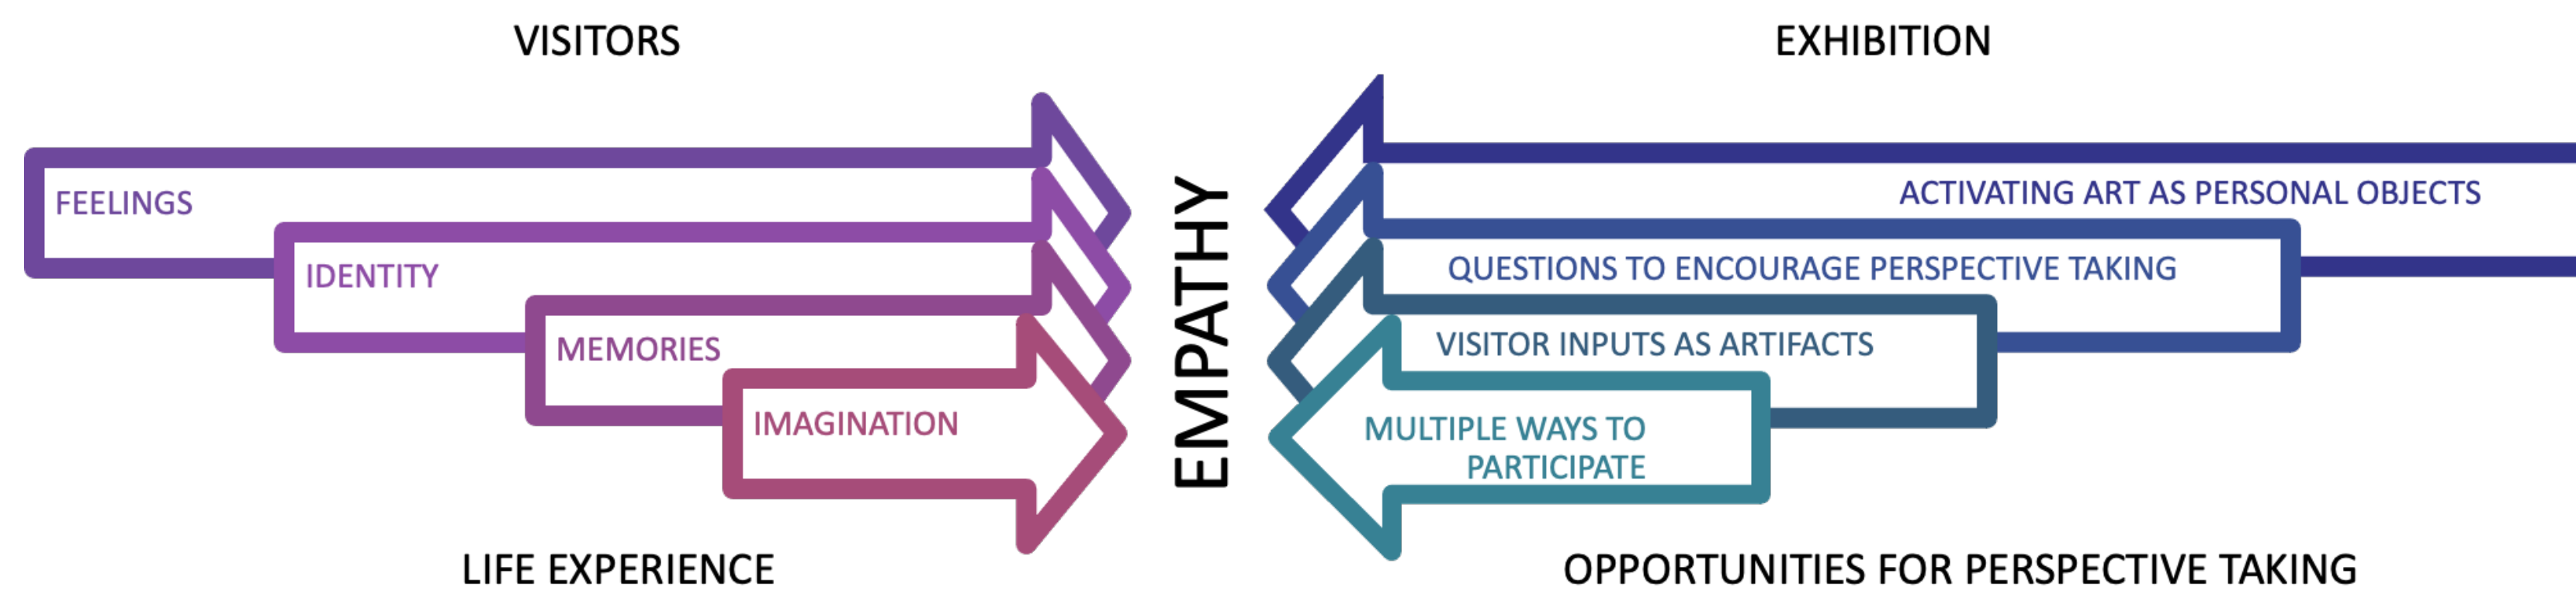 VISITORS
EXHIBITION
FEELINGS
IDENTITY
MEMORIES
IMAGINATION
EMPATHY
ACTIVATING ART AS PERSONAL OBJECTS
QUESTIONS TO ENCOURAGE PERSPECTIVE TAKING
VISITOR INPUTS AS ARTIFACTS
MULTIPLE WAYS TO
PARTICIPATE
LIFE EXPERIENCE
OPPORTUNITIES FOR PERSPECTIVE TAKING